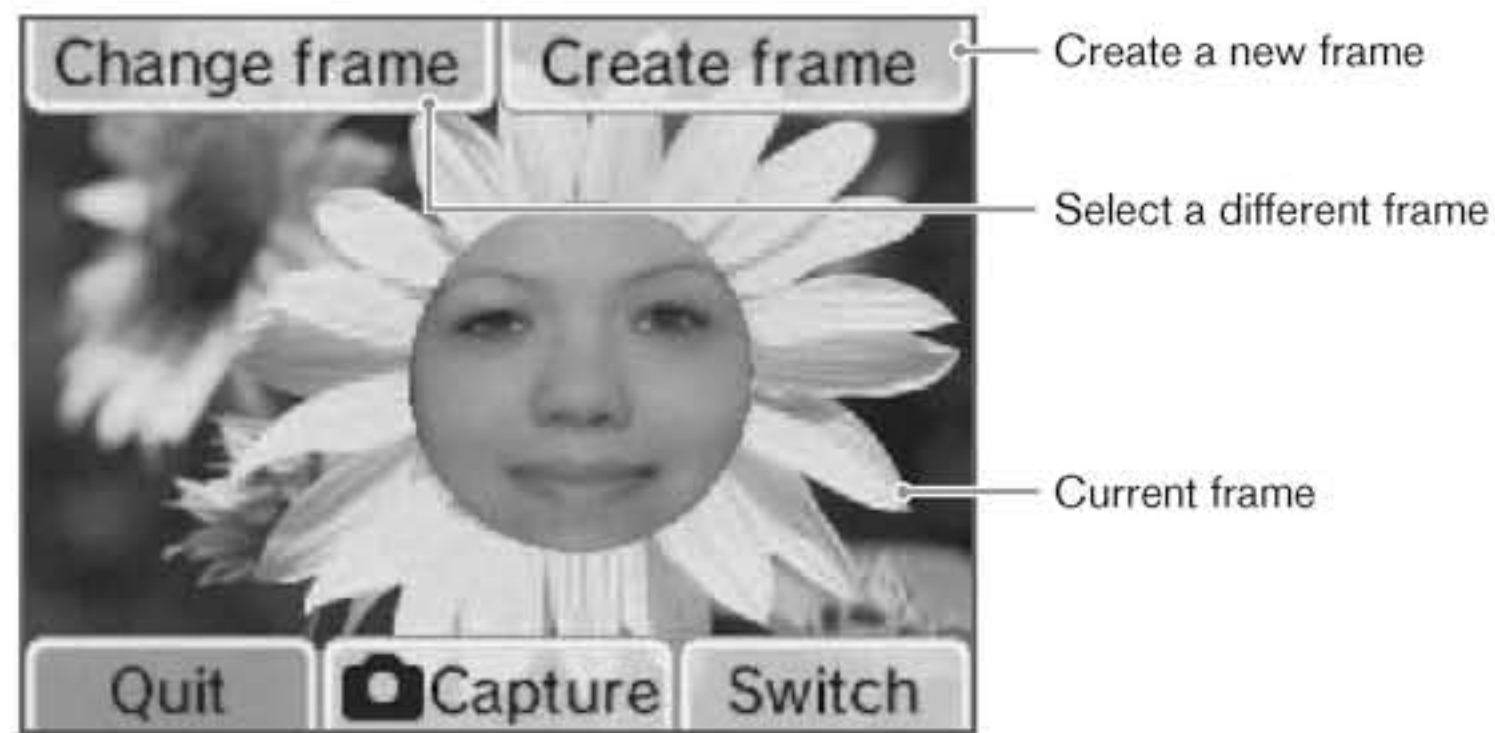 Change frame
Create frame
Create a new frame
Select a different frame
Current frame
Quit
Capture
Switch